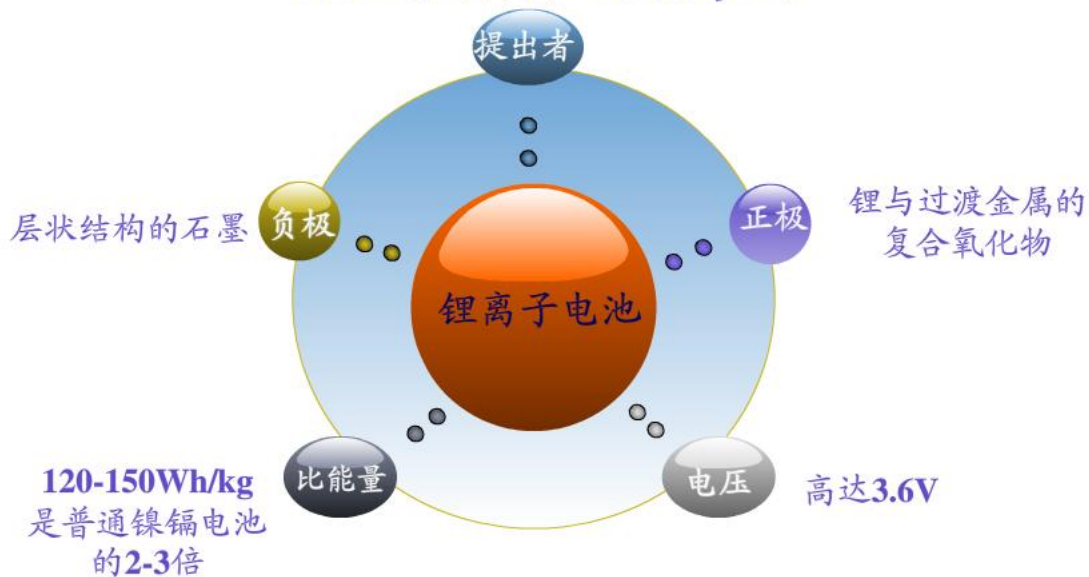 提出者
负极
层状结构的石墨
正极
锂与过渡金属的
复合氧化物
锂离子电池
比能量
120-150Wh/kg
是普通镍镉电池
的2-3倍
电压
高达3.6V